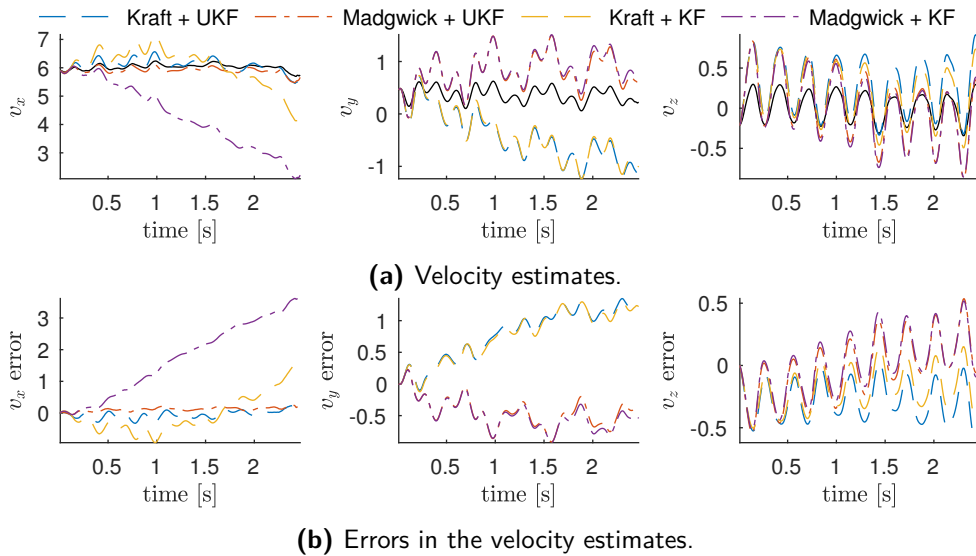 Kraft + UKF Madgwick + UKF Kraft + KF Madgwick + KF
7
6
5
4
3
v_x
0.5 1 1.5 2
time [s]
1
0
-1
v_y
0.5 1 1.5 2
time [s]
0.5
0
-0.5
v_z
0.5 1 1.5 2
time [s]
(a) Velocity estimates.
3
2
1
0
v_x error
0.5 1 1.5 2
time [s]
1
0.5
0
-0.5
v_y error
0.5 1 1.5 2
time [s]
0.5
0
-0.5
v_z error
0.5 1 1.5 2
time [s]
(b) Errors in the velocity estimates.